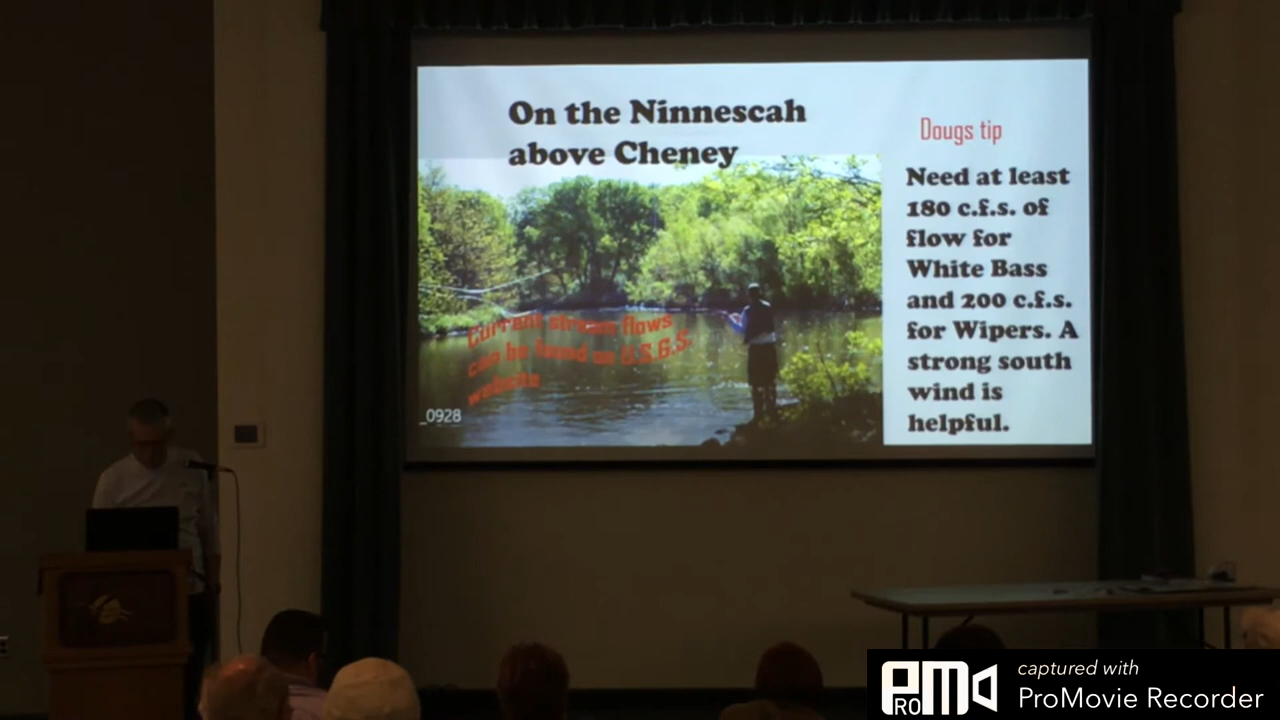 On the Ninnescah
above Cheney
Dougs tip
Need at least
180 c.f.s. of
flow for
White Bass
and 200 c.f.s.
for Wipers. A
strong south
wind is
helpful.
Current stream flows
can be found on U.S.G.S.
website
_0928
PRO M
captured with
ProMovie Recorder